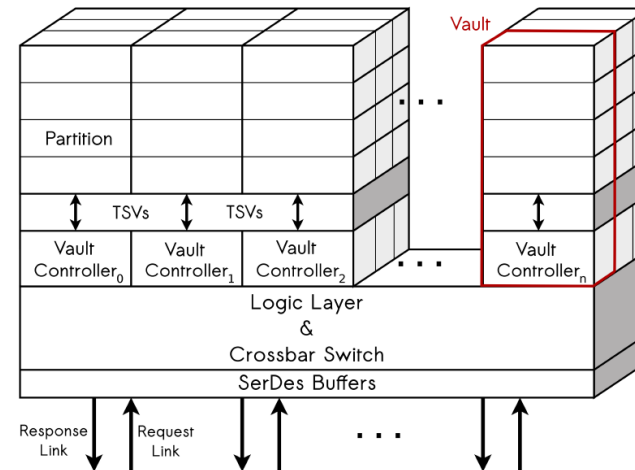 Vault
. . .
Partition
TSVs
TSVs
Vault
Controller0
Vault
Controller1
Vault
Controller2
. . .
Vault
Controllern
Logic Layer
&
Crossbar Switch
SerDes Buffers
Response
Link
Request
Link
. . .